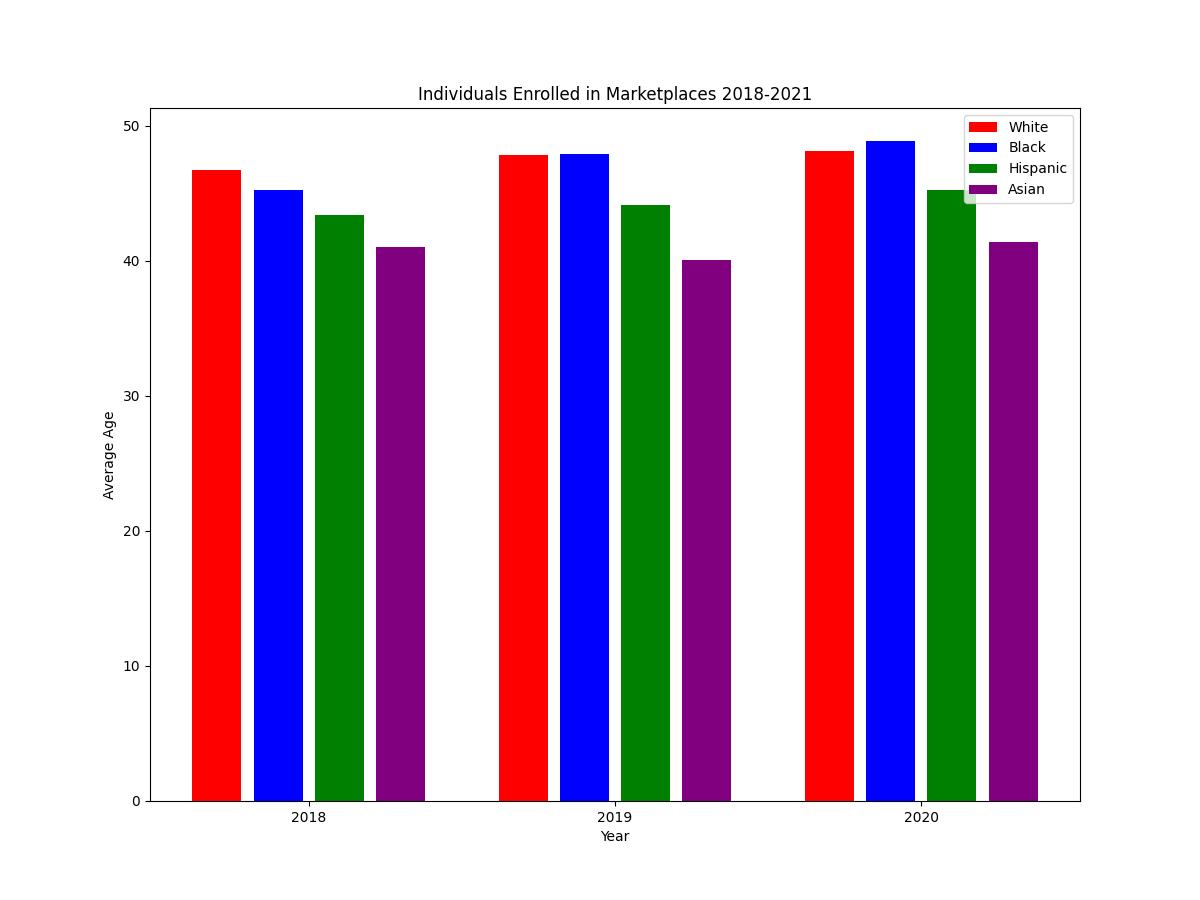 Individuals Enrolled in Marketplaces 2018-2021
White
Black
Hispanic
Asian
50
40
30
20
10
0
Average Age
2018
2019
2020
Year